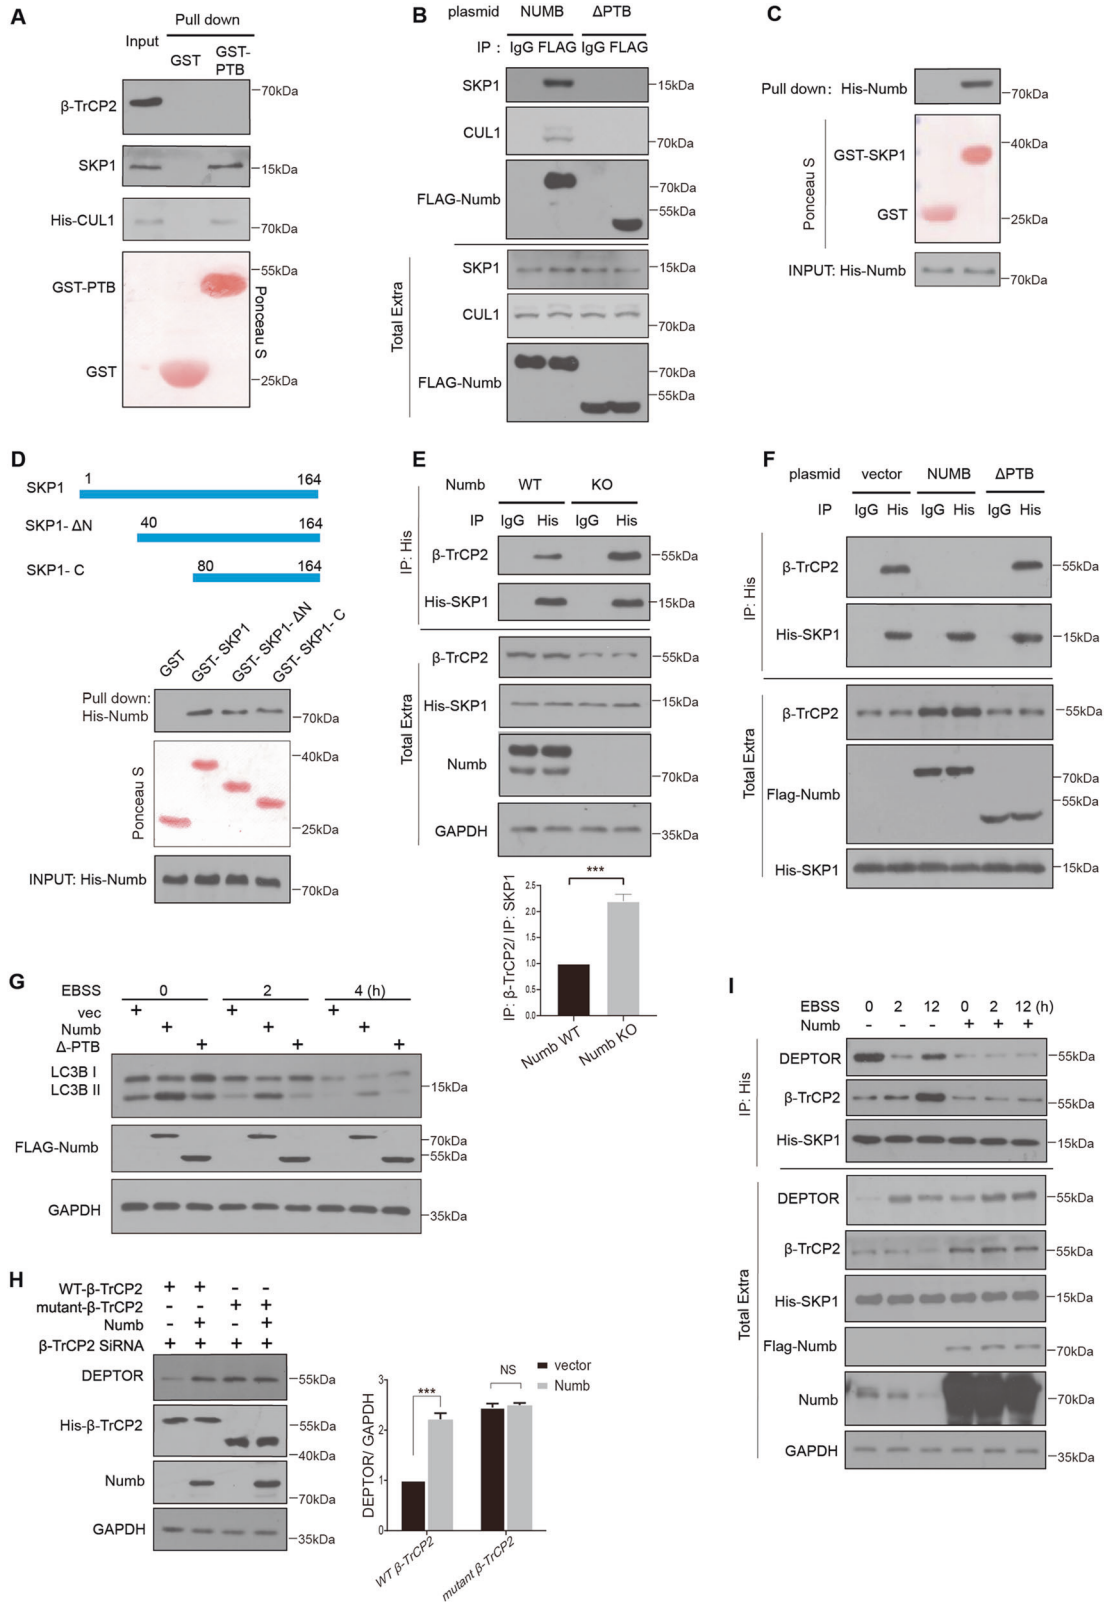 A
Pull down
Input
GST
GST-
PTB
β-TrCP2
70kDa
SKP1
15kDa
His-CUL1
70kDa
GST-PTB
55kDa
Ponceau S
GST
25kDa
B
plasmid NUMB ΔPTB
IP : IgG FLAG IgG FLAG
SKP1
15kDa
CUL1
70kDa
FLAG-Numb
70kDa
55kDa
Total Extra
SKP1
15kDa
CUL1
70kDa
FLAG-Numb
70kDa
55kDa
C
Pull down: His-Numb
70kDa
Ponceau S
GST-SKP1
40kDa
GST
25kDa
INPUT: His-Numb
70kDa
D
SKP1 1 164
SKP1- ΔN 40 164
SKP1- C 80 164
GST
GST- SKP1
GST- SKP1- ΔN
GST- SKP1- C
Pull down:
His-Numb
70kDa
Ponceau S
40kDa
25kDa
INPUT: His-Numb
70kDa
E
Numb WT KO
IP IgG His IgG His
IP: His
β-TrCP2
55kDa
His-SKP1
15kDa
Total Extra
β-TrCP2
55kDa
His-SKP1
15kDa
Numb
70kDa
GAPDH
35kDa
IP: β-TrCP2/ IP: SKP1
***
2.5
2.0
1.5
1.0
0.5
0.0
Numb WT
Numb KO
F
plasmid vector NUMB ΔPTB
IP IgG His IgG His IgG His
IP: His
β-TrCP2
55kDa
His-SKP1
15kDa
Total Extra
β-TrCP2
55kDa
Flag-Numb
70kDa
55kDa
His-SKP1
15kDa
G
EBSS 0 2 4 (h)
vec + + +
Numb + + +
Δ-PTB + + +
LC3B I
LC3B II
15kDa
FLAG-Numb
70kDa
55kDa
GAPDH
35kDa
H
WT-β-TrCP2 + + - -
mutant-β-TrCP2 - - + +
Numb - + - +
β-TrCP2 SiRNA + + + +
DEPTOR
55kDa
His-β-TrCP2
55kDa
40kDa
Numb
70kDa
GAPDH
35kDa
DEPTOR/ GAPDH
3
2
1
0
***
NS
vector
Numb
WT β-TrCP2
mutant β-TrCP2
I
EBSS 0 2 12 0 2 12 (h)
Numb - - - + + +
IP: His
DEPTOR
55kDa
β-TrCP2
55kDa
His-SKP1
15kDa
Total Extra
DEPTOR
55kDa
β-TrCP2
55kDa
His-SKP1
15kDa
Flag-Numb
70kDa
Numb
70kDa
GAPDH
35kDa